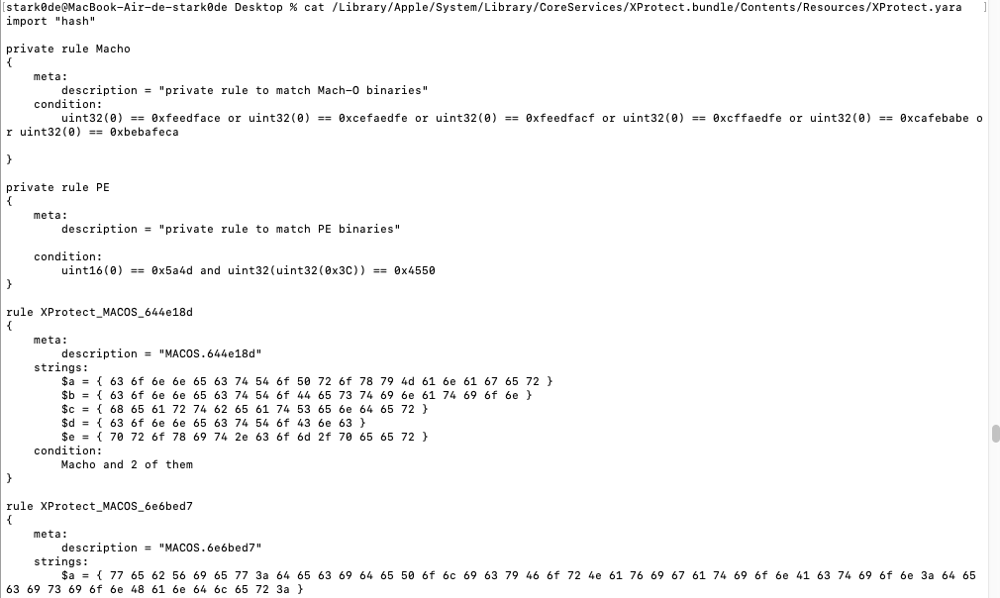 [stark0de@MacBook-Air-de-stark0de Desktop % cat /Library/Apple/System/Library/CoreServices/XProtect.bundle/Contents/Resources/XProtect.yara ]
import "hash"

private rule Macho
{
    meta:
        description = "private rule to match Mach-O binaries"
    condition:
        uint32(0) == 0xfeedface or uint32(0) == 0xcefaedfe or uint32(0) == 0xfeedfacf or uint32(0) == 0xcffaedfe or uint32(0) == 0xcafebabe o
r uint32(0) == 0xbebafeca

}

private rule PE
{
    meta:
        description = "private rule to match PE binaries"

    condition:
        uint16(0) == 0x5a4d and uint32(uint32(0x3C)) == 0x4550
}

rule XProtect_MACOS_644e18d
{
    meta:
        description = "MACOS.644e18d"
    strings:
        $a = { 63 6f 6e 6e 65 63 74 54 6f 50 72 6f 78 79 4d 61 6e 61 67 65 72 }
        $b = { 63 6f 6e 6e 65 63 74 54 6f 44 65 73 74 69 6e 61 74 69 6f 6e }
        $c = { 68 65 61 72 74 62 65 61 74 53 65 6e 64 65 72 }
        $d = { 63 6f 6e 6e 65 63 74 54 6f 43 6e 63 }
        $e = { 70 72 6f 78 69 74 2e 63 6f 6d 2f 70 65 65 72 }
    condition:
        Macho and 2 of them
}

rule XProtect_MACOS_6e6bed7
{
    meta:
        description = "MACOS.6e6bed7"
    strings:
        $a = { 77 65 62 56 69 65 77 3a 64 65 63 69 64 65 50 6f 6c 69 63 79 46 6f 72 4e 61 76 69 67 61 74 69 6f 6e 41 63 74 69 6f 6e 3a 64 65
63 69 73 69 6f 6e 48 61 6e 64 6c 65 72 3a }